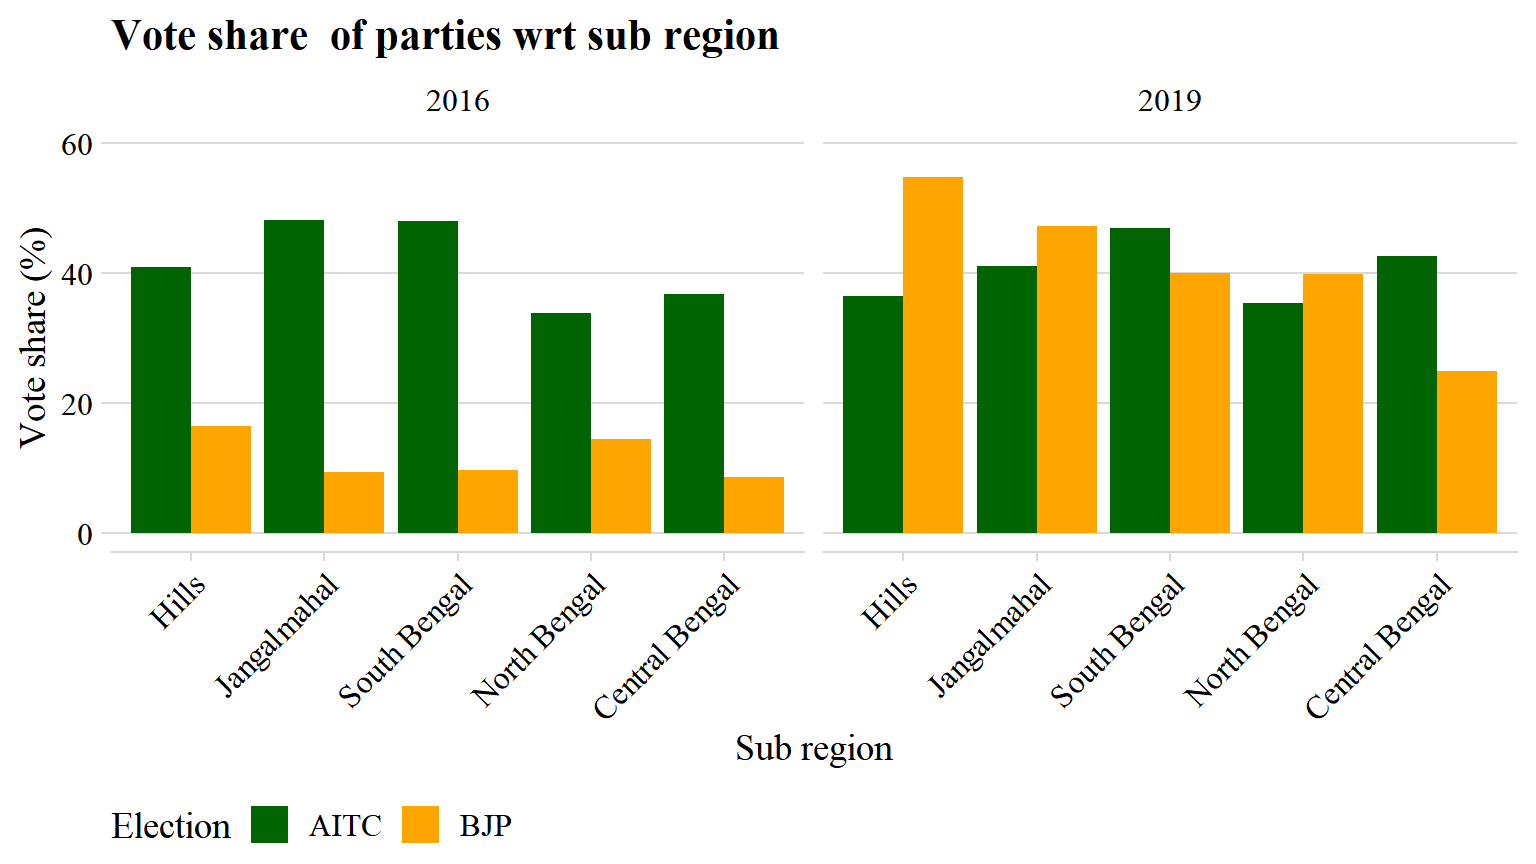 Vote share  of parties wrt sub region
2016
2019
60
40
20
0
Vote share (%)
Hills
Jangalmahal
South Bengal
North Bengal
Central Bengal
Hills
Jangalmahal
South Bengal
North Bengal
Central Bengal
Sub region
Election AITC BJP